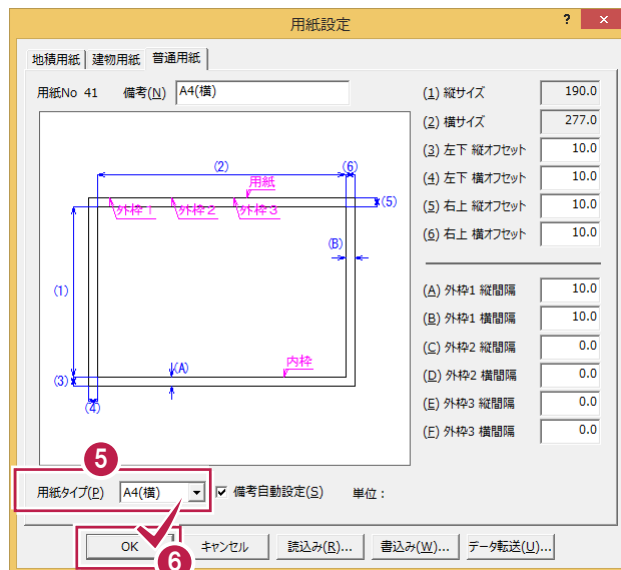 用紙設定
? ×
地積用紙 建物用紙 普通用紙
用紙No 41 備考(N) A4(横)
(1) 縦サイズ 190.0
(2) 横サイズ 277.0
(3) 左下 縦オフセット 10.0
(4) 左下 横オフセット 10.0
(5) 右上 縦オフセット 10.0
(6) 右上 横オフセット 10.0
(A) 外枠1 縦間隔 10.0
(B) 外枠1 横間隔 10.0
(C) 外枠2 縦間隔 0.0
(D) 外枠2 横間隔 0.0
(E) 外枠3 縦間隔 0.0
(F) 外枠3 横間隔 0.0
(2) (6)
用紙
(5)
外枠1 外枠2 外枠3
(B)
(1)
内枠
(A)
(3)
(4)
5
用紙タイプ(P) A4(横) 備考自動設定(S) 単位：
OK キャンセル 読込み(R)... 書込み(W)... データ転送(U)...
6